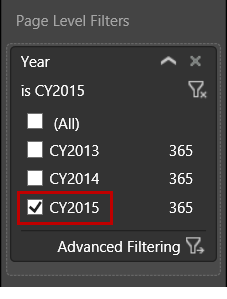 Page Level Filters
Year
is CY2015
(All)
CY2013 365
CY2014 365
CY2015 365
Advanced Filtering